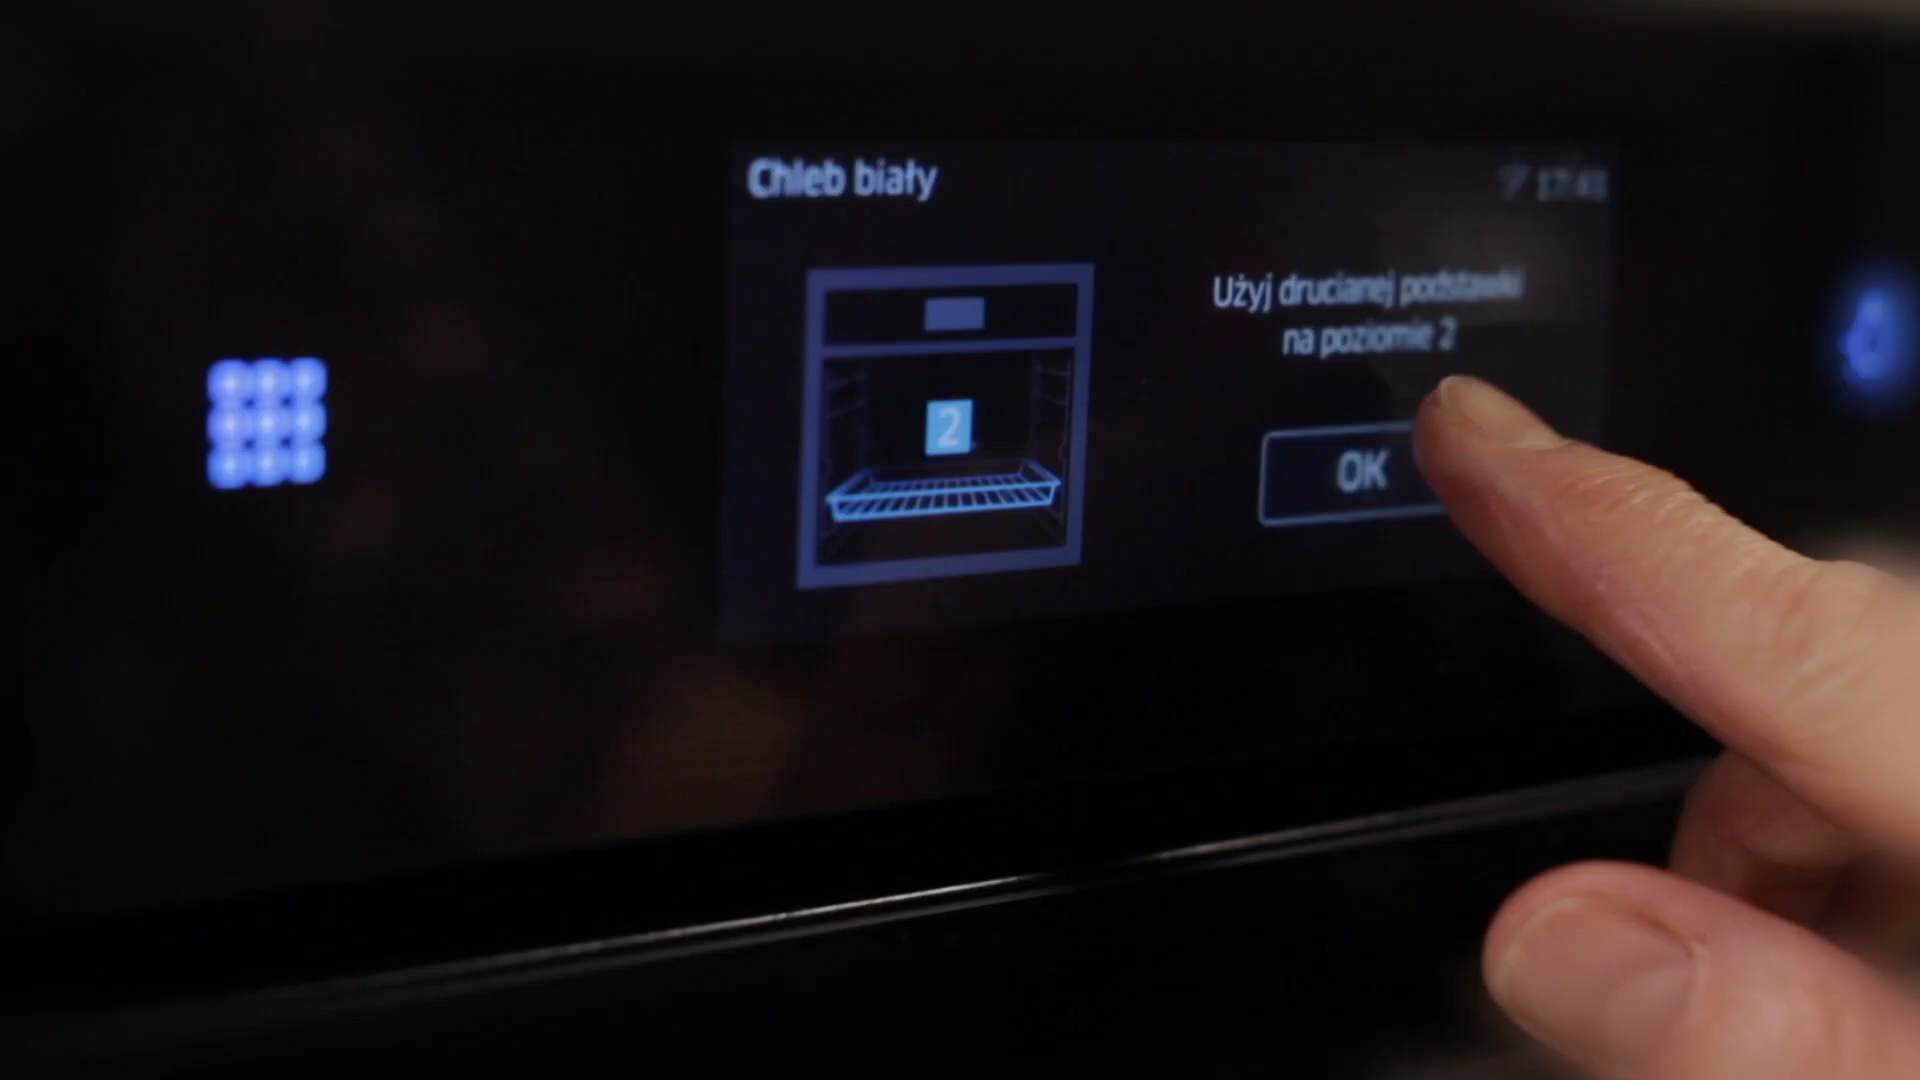 Chleb biały
Użyj drucianej podstawki
na poziomie 2
2
OK